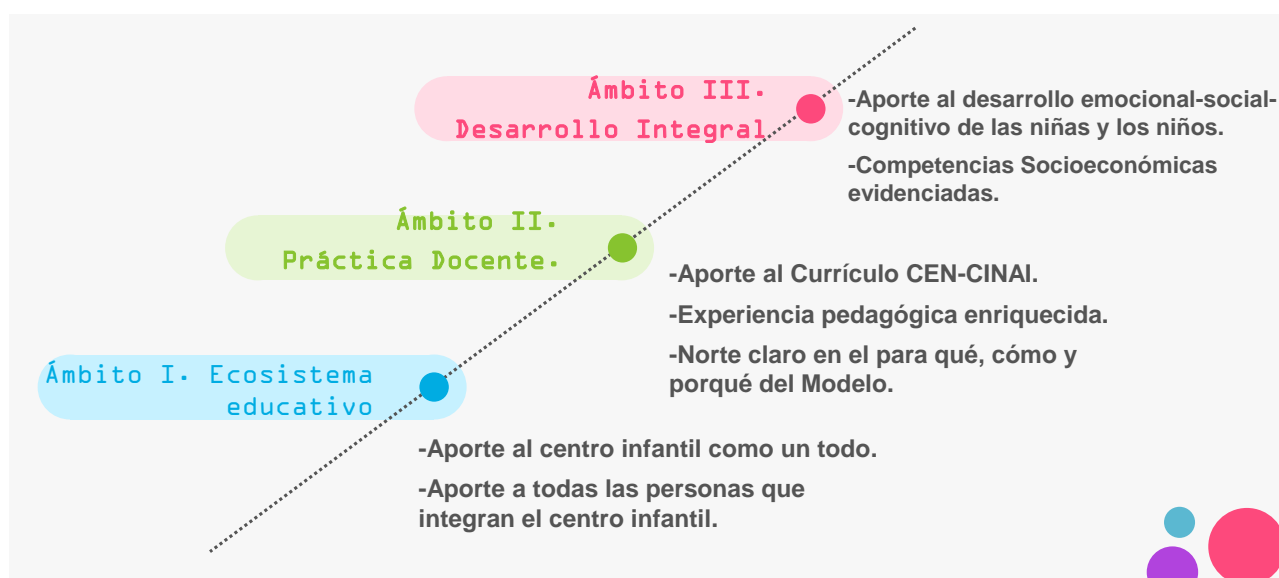 Ámbito III.
Desarrollo Integral
-Aporte al desarrollo emocional-social-
cognitivo de las niñas y los niños.
-Competencias Socioeconómicas
evidenciadas.
Ámbito II.
Práctica Docente.
-Aporte al Currículo CEN-CINAI.
-Experiencia pedagógica enriquecida.
-Norte claro en el para qué, cómo y
porqué del Modelo.
Ámbito I. Ecosistema
educativo
-Aporte al centro infantil como un todo.
-Aporte a todas las personas que
integran el centro infantil.